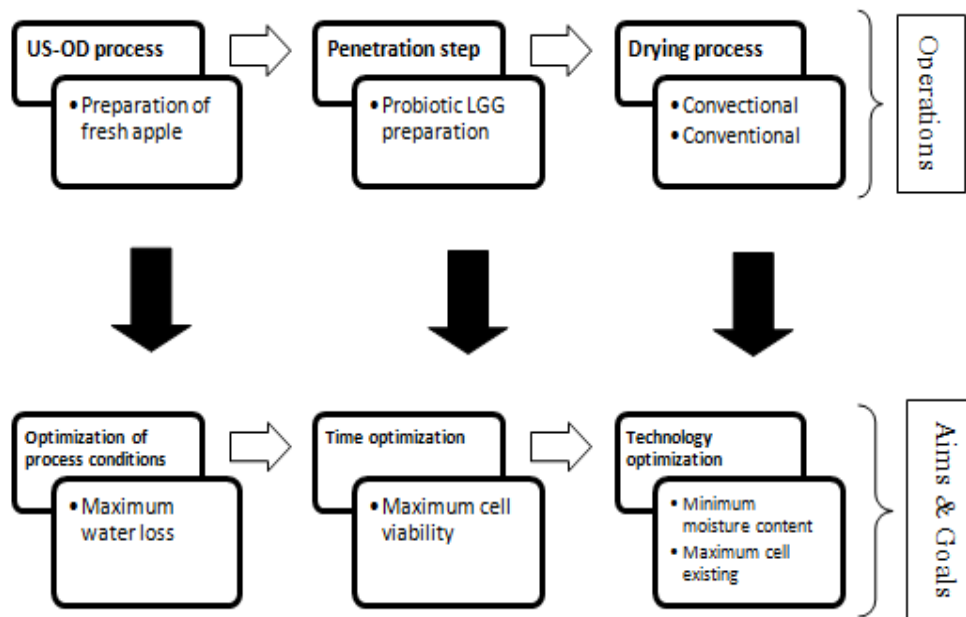 US-OD process
• Preparation of
fresh apple
Penetration step
• Probiotic LGG
preparation
Drying process
• Convectional
• Conventional
Operations
Optimization of
process conditions
• Maximum
water loss
Time optimization
• Maximum cell
viability
Technology
optimization
• Minimum
moisture content
• Maximum cell
existing
Aims & Goals